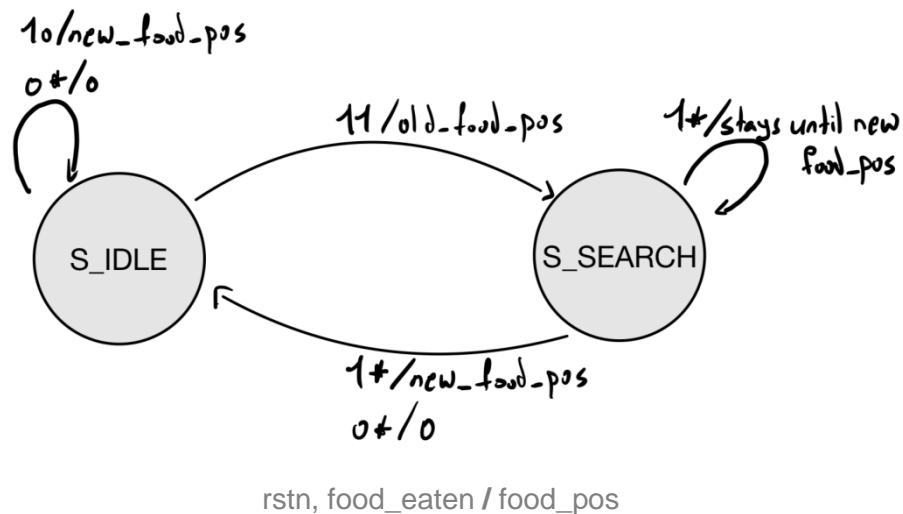 10/new_food_pos
0*/0
11/old_food_pos
1*/stays until new
food_pos
S_IDLE
S_SEARCH
1*/new_food_pos
0*/0
rstn, food_eaten / food_pos